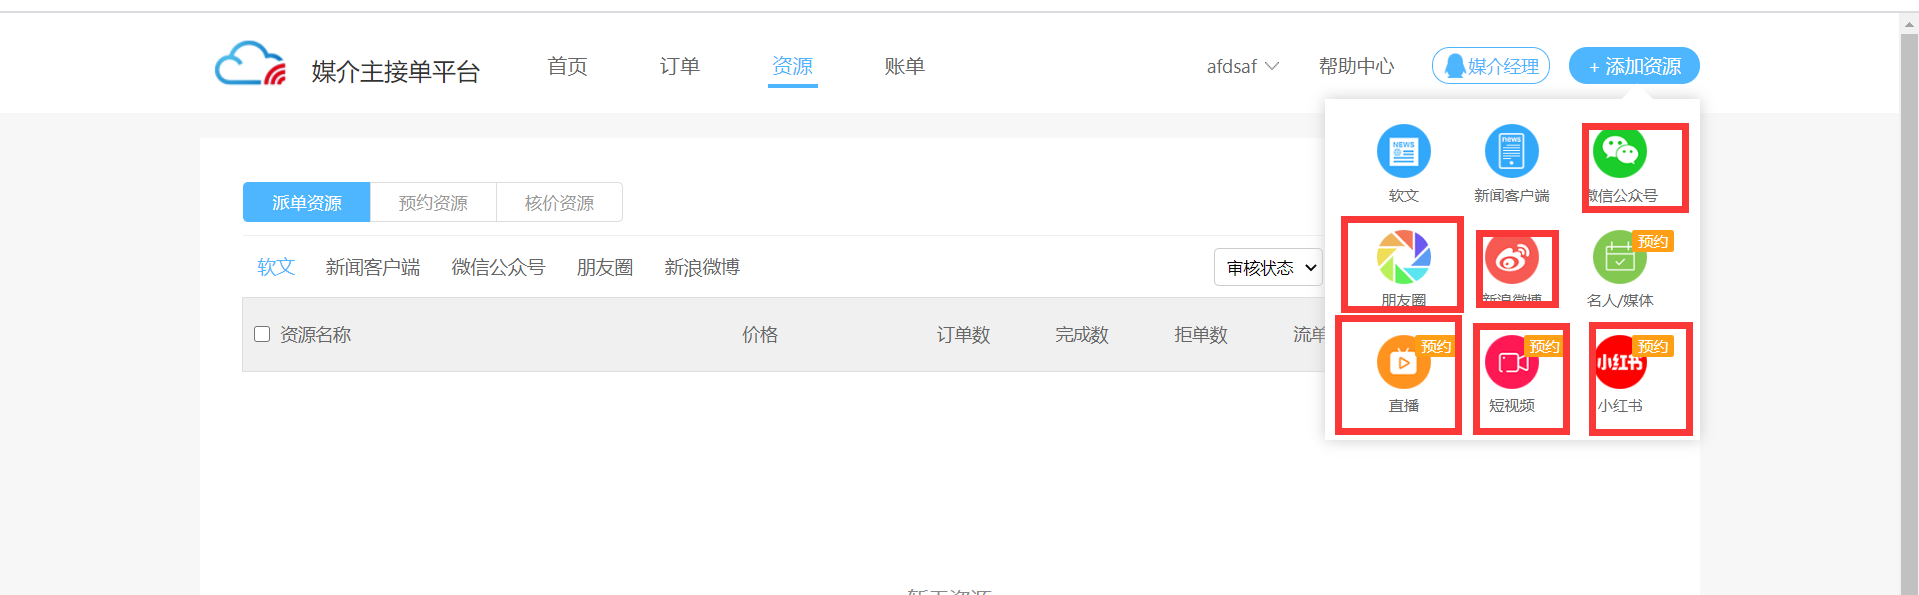 媒介主接单平台 首页 订单 资源 账单 afdsaf 帮助中心 媒介经理 + 添加资源
NEWS news
软文 新闻客户端 微信公众号
派单资源 预约资源 核价资源
预约
软文 新闻客户端 微信公众号 朋友圈 新浪微博 审核状态
朋友圈 新浪微博 名人/媒体
资源名称 价格 订单数 完成数 拒单数 流单
预约 预约 小红书 预约
直播 短视频 小红书
暂无资源